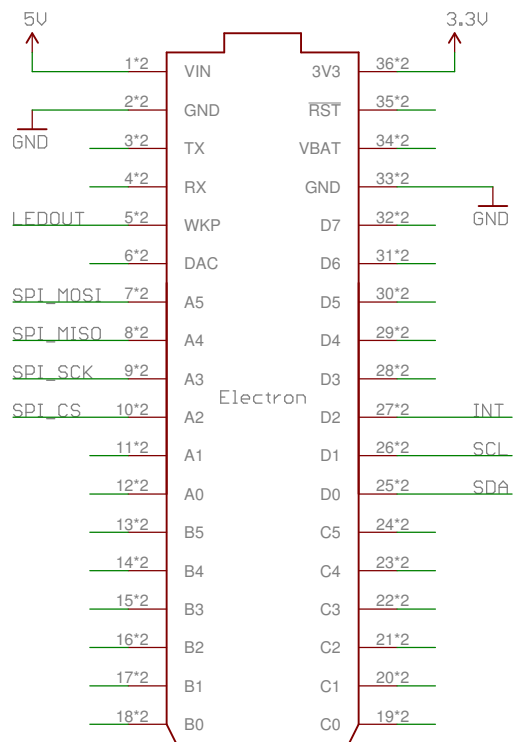 5V 3.3V
1*2 VIN 3V3 36*2
2*2 GND RST 35*2
GND
3*2 TX VBAT 34*2
4*2 RX GND 33*2
LEDOUT 5*2 WKP D7 32*2 GND
6*2 DAC D6 31*2
SPI_MOSI 7*2 A5 D5 30*2
SPI_MISO 8*2 A4 D4 29*2
SPI_SCK 9*2 A3 D3 28*2
Electron
SPI_CS 10*2 A2 D2 27*2 INT
11*2 A1 D1 26*2 SCL
12*2 A0 D0 25*2 SDA
13*2 B5 C5 24*2
14*2 B4 C4 23*2
15*2 B3 C3 22*2
16*2 B2 C2 21*2
17*2 B1 C1 20*2
18*2 B0 C0 19*2